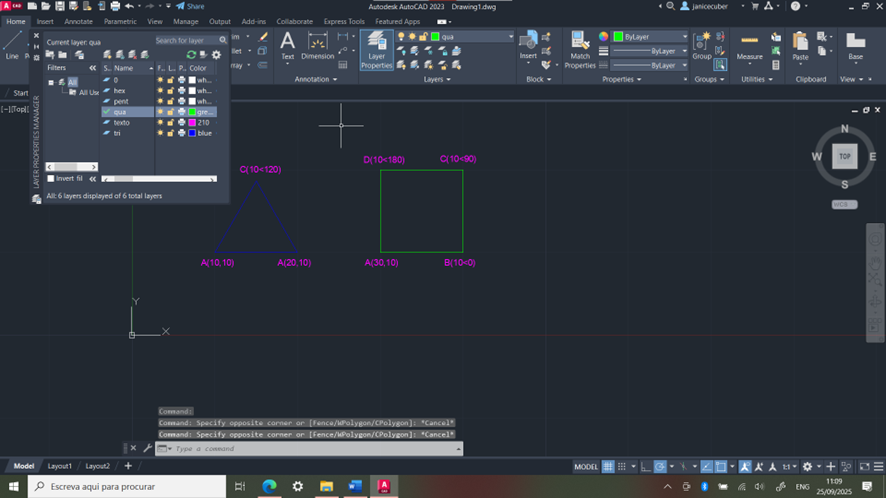 Autodesk AutoCAD 2023 Drawing1.dwg
Share
janicecuber
Home Insert Annotate Parametric View Manage Output Add-ins Collaborate Express Tools Featured Apps
Line
Text
Dimension
Annotation
Layer
Properties
qua
Layers
Insert
Block
Match
Properties
ByLayer
ByLayer
ByLayer
Properties
Group
Groups
Measure
Utilities
Paste
Clipboard
Base
View
Start
[–][Top]
LAYER PROPERTIES MANAGER
Current layer: qua
Search for layer
Filters
All
All Us
S.. Name F.. L.. P.. Color
0 wh...
hex wh...
pent wh...
qua gre...
texto 210
tri blue
Invert fil
All: 6 layers displayed of 6 total layers
N
W TOP E
S
WCS
C(10<120)
D(10<180)
C(10<90)
A(10,10)
A(20,10)
A(30,10)
B(10<0)
Y
X
Command:
Command: Specify opposite corner or [Fence/WPolygon/CPolygon]: *Cancel*
Command: Specify opposite corner or [Fence/WPolygon/CPolygon]: *Cancel*
Type a command
Model Layout1 Layout2
MODEL
1:1
Escreva aqui para procurar
ENG
11:09
25/09/2025